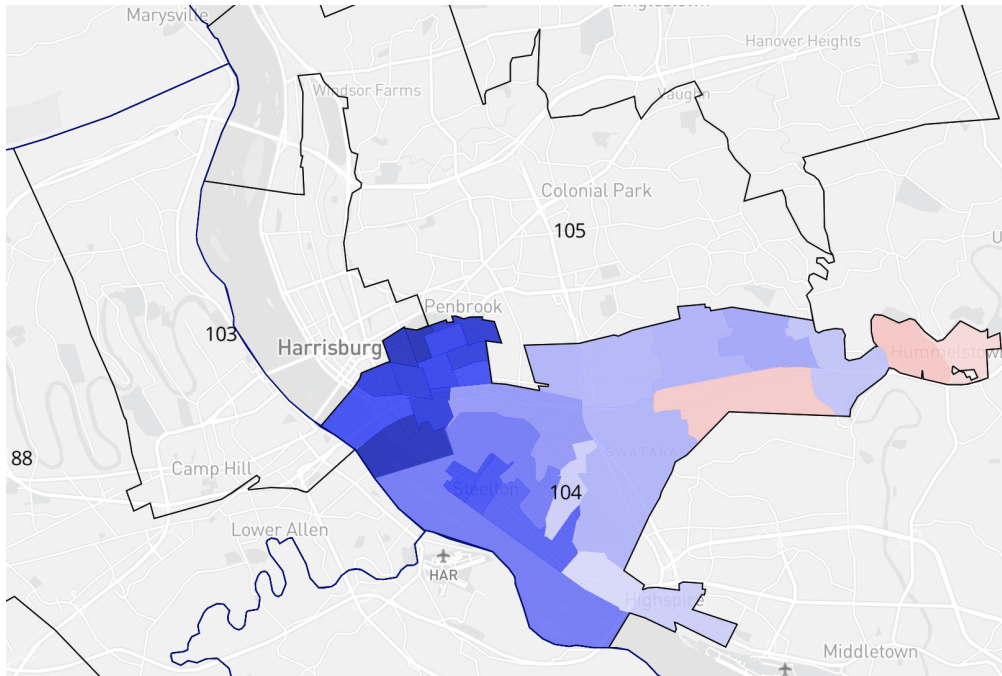 Marysville
Linglestown
Hanover Heights
Windsor Farms
Vaughn
Colonial Park
105
Penbrook
103
Harrisburg
Hummelstown
SWATARA
88
Camp Hill
Steelton
104
Lower Allen
HAR
Highspire
Middletown